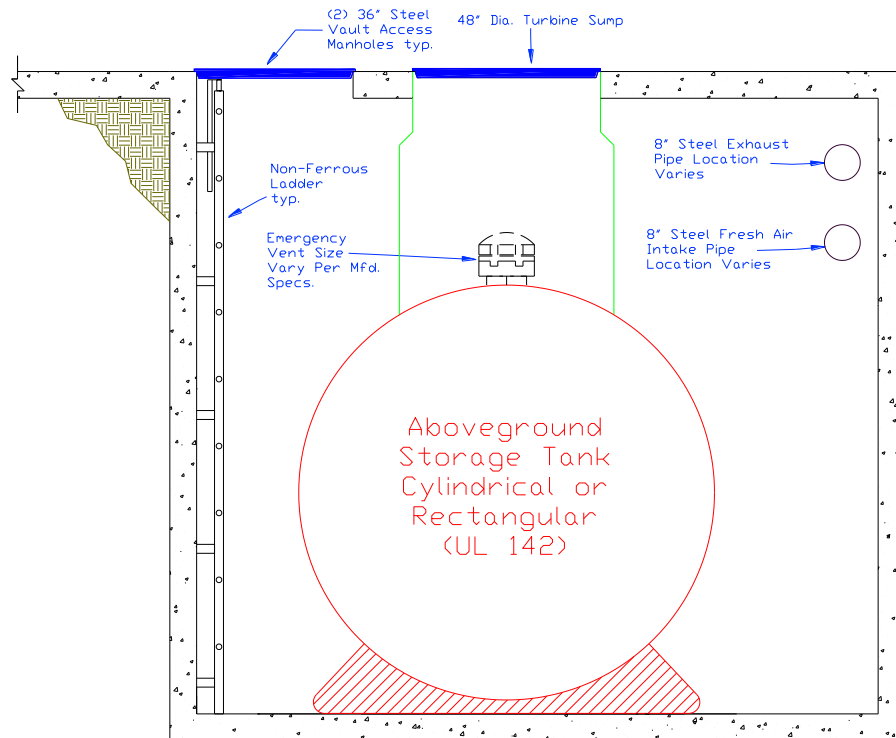 (2) 36" Steel
Vault Access
Manholes typ.
48" Dia. Turbine Sump
8" Steel Exhaust
Pipe Location
Varies
Non-Ferrous
Ladder
typ.
Emergency
Vent Size
Vary Per Mfd.
Specs.
8" Steel Fresh Air
Intake Pipe
Location Varies
Aboveground
Storage Tank
Cylindrical or
Rectangular
(UL 142)